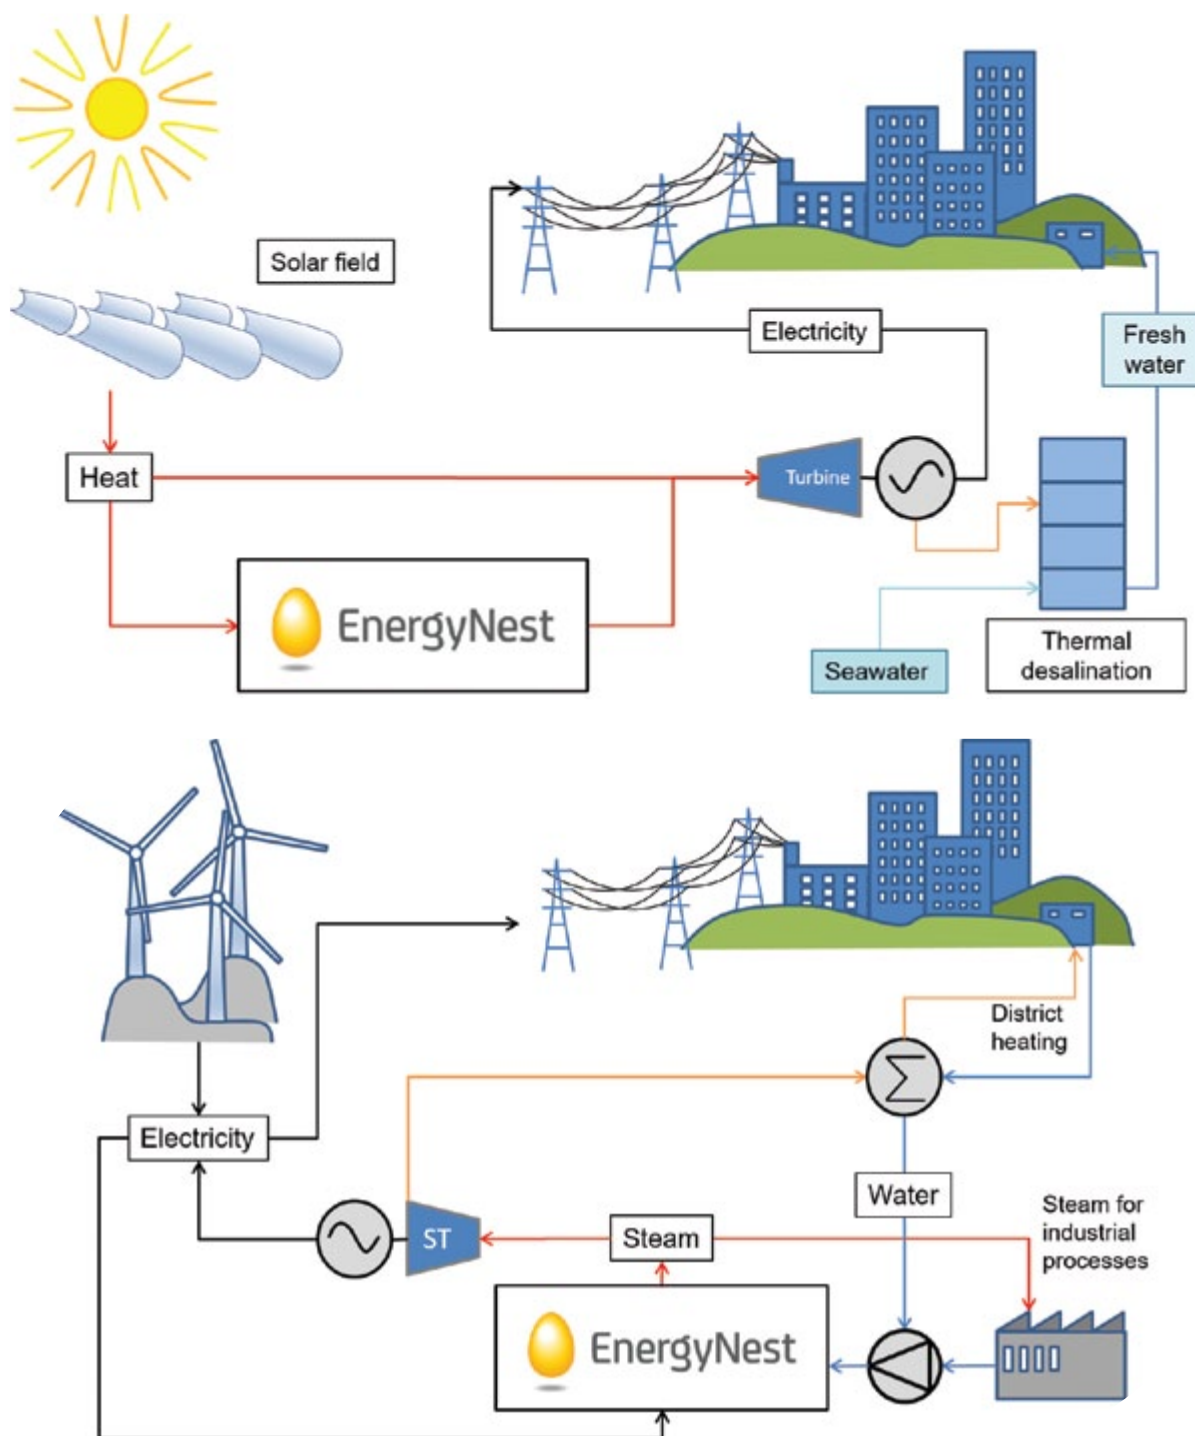 Solar field
Electricity
Fresh
water
Heat
Turbine
EnergyNest
Seawater
Thermal
desalination
District
heating
Electricity
Water
ST
Steam
Steam for
industrial
processes
EnergyNest